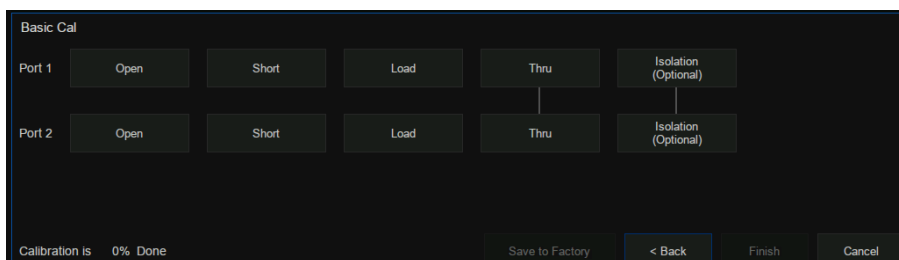 Basic Cal
Port 1 Open Short Load Thru Isolation
(Optional)
Port 2 Open Short Load Thru Isolation
(Optional)
Calibration is 0% Done Save to Factory < Back Finish Cancel